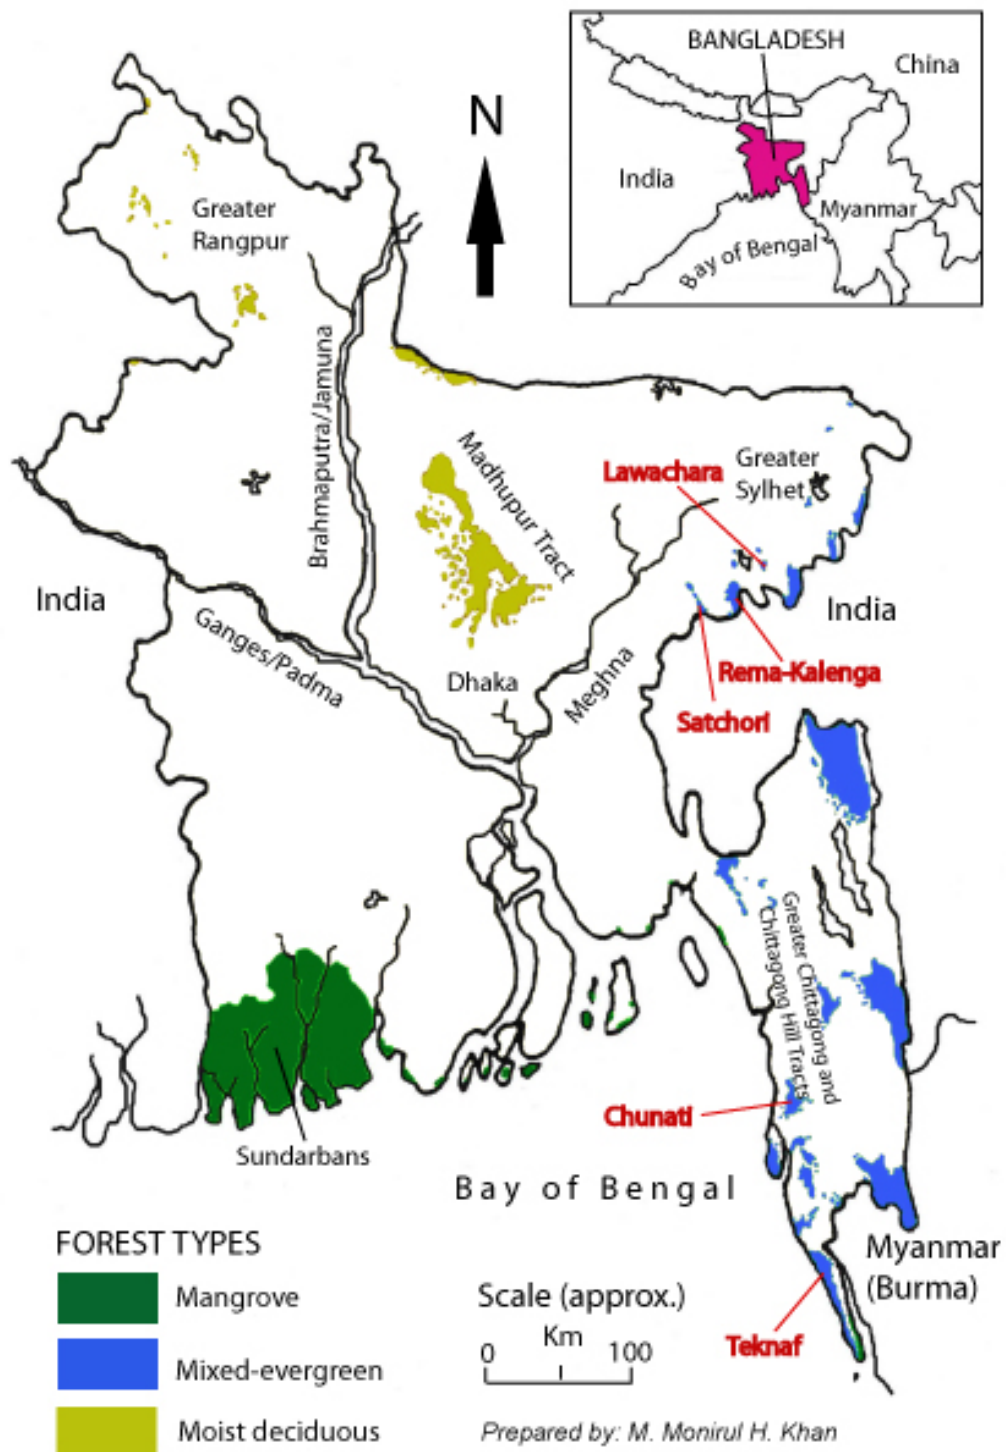 BANGLADESH
China
India
Myanmar
Bay of Bengal
N
Greater
Rangpur
Brahmaputra/Jamuna
Madhupur Tract
Lawachara
Greater
Sylhet
India
Ganges/Padma
Dhaka
Meghna
India
Rema-Kalenga
Satchori
Greater Chittagong and
Chittagong Hill Tracts
Chunati
Sundarbans
Bay of Bengal
Myanmar
(Burma)
Teknaf
FOREST TYPES
Mangrove
Mixed-evergreen
Moist deciduous
Scale (approx.)
Km
0 100
Prepared by: M. Monirul H. Khan